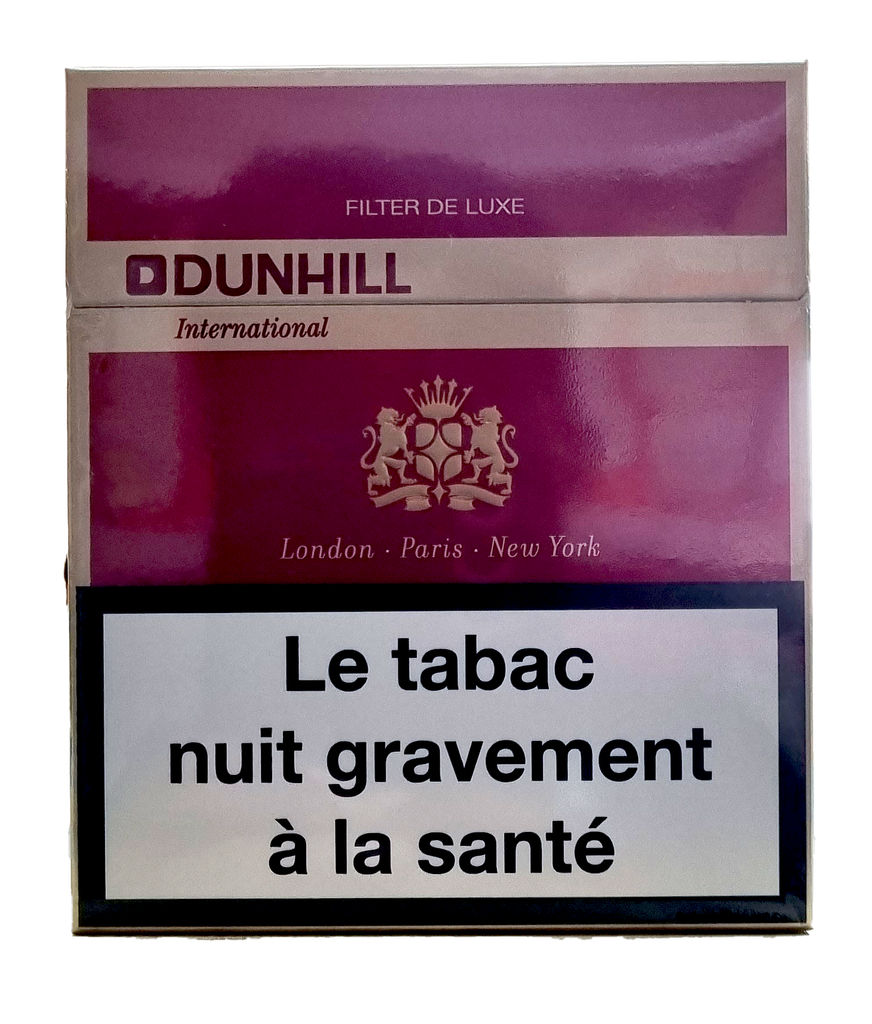 FILTER DE LUXE
D DUNHILL
International
London · Paris · New York
Le tabac
nuit gravement
à la santé